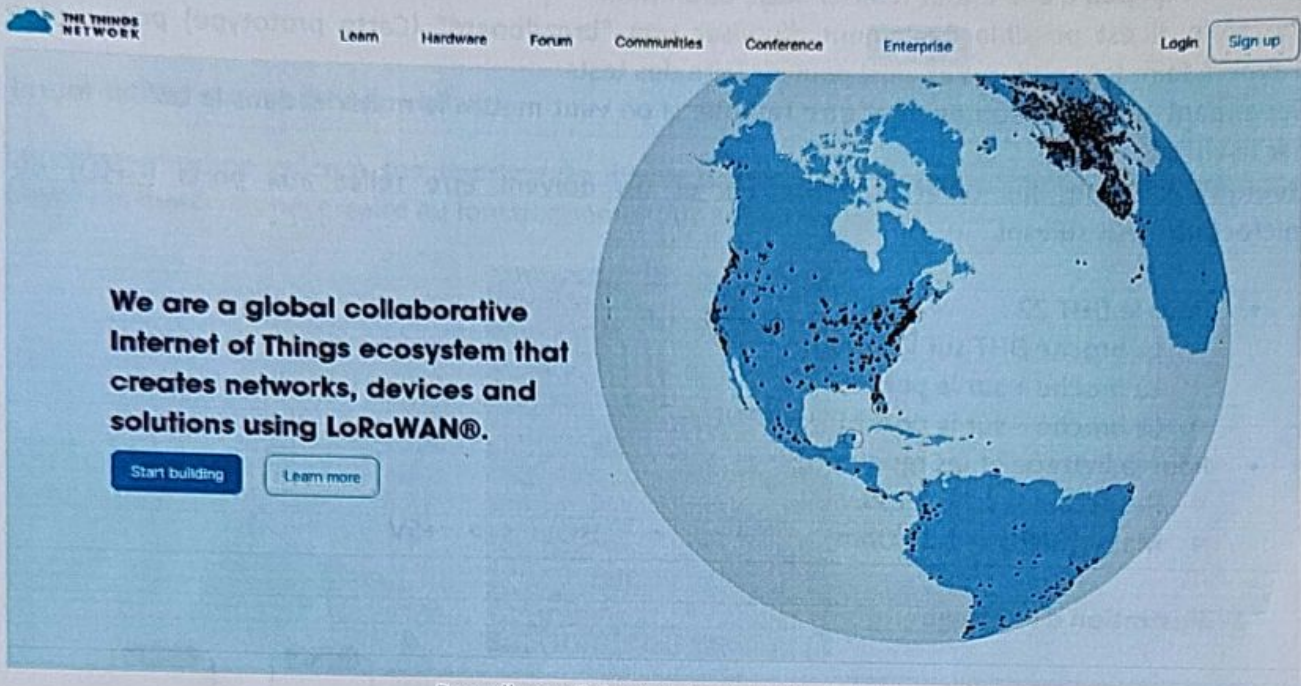 THE THINGS
NETWORK
Learn Hardware Forum Communities Conference Enterprise Login Sign up
We are a global collaborative
Internet of Things ecosystem that
creates networks, devices and
solutions using LoRaWAN®.
Start building Learn more